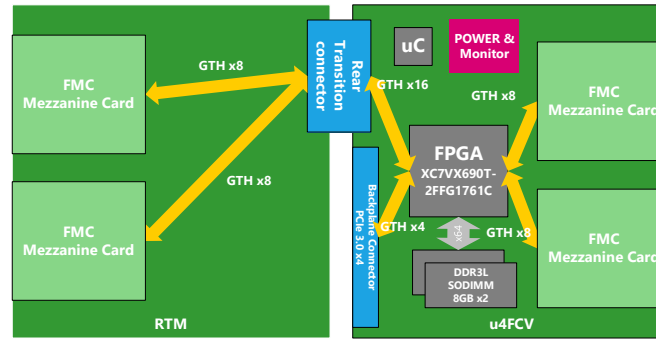 FMC
Mezzanine Card
GTH x8
FMC
Mezzanine Card
GTH x8
RTM
Rear
Transition
connector
uC
POWER &
Monitor
GTH x16
GTH x8
FMC
Mezzanine Card
FPGA
XC7VX690T-
2FFG1761C
Backplane Connector
PCIe 3.0 x4
GTH x4
x64
GTH x8
FMC
Mezzanine Card
DDR3L
SODIMM
8GB x2
u4FCV